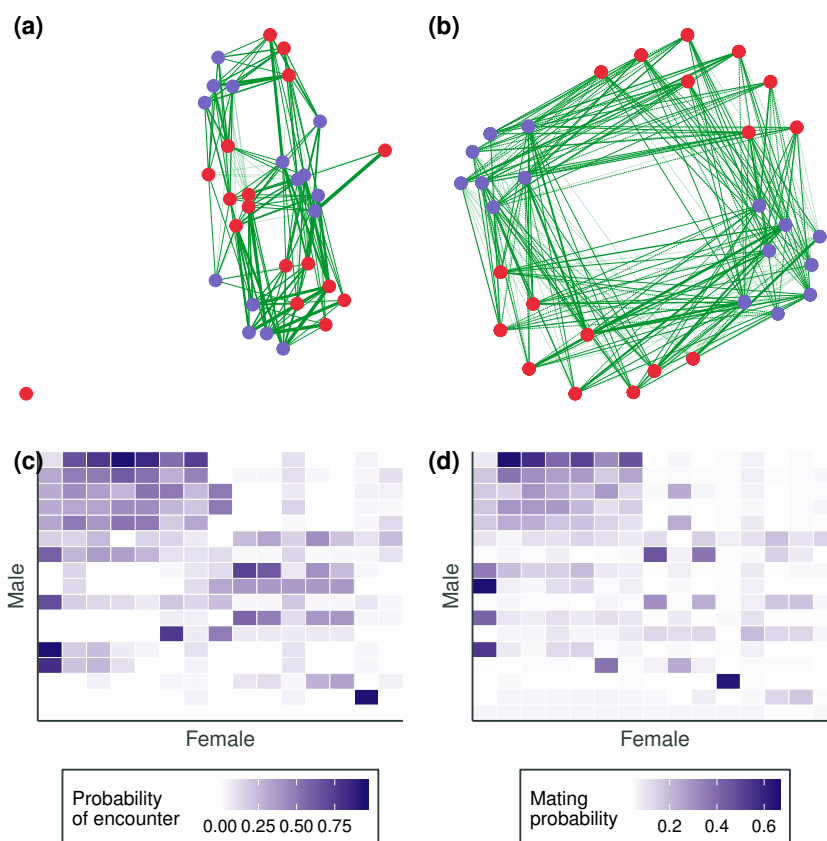 (a)
(b)
(c)
(d)
Male
Male
Female
Female
Probability
of encounter
0.00 0.25 0.50 0.75
Mating
probability
0.2 0.4 0.6